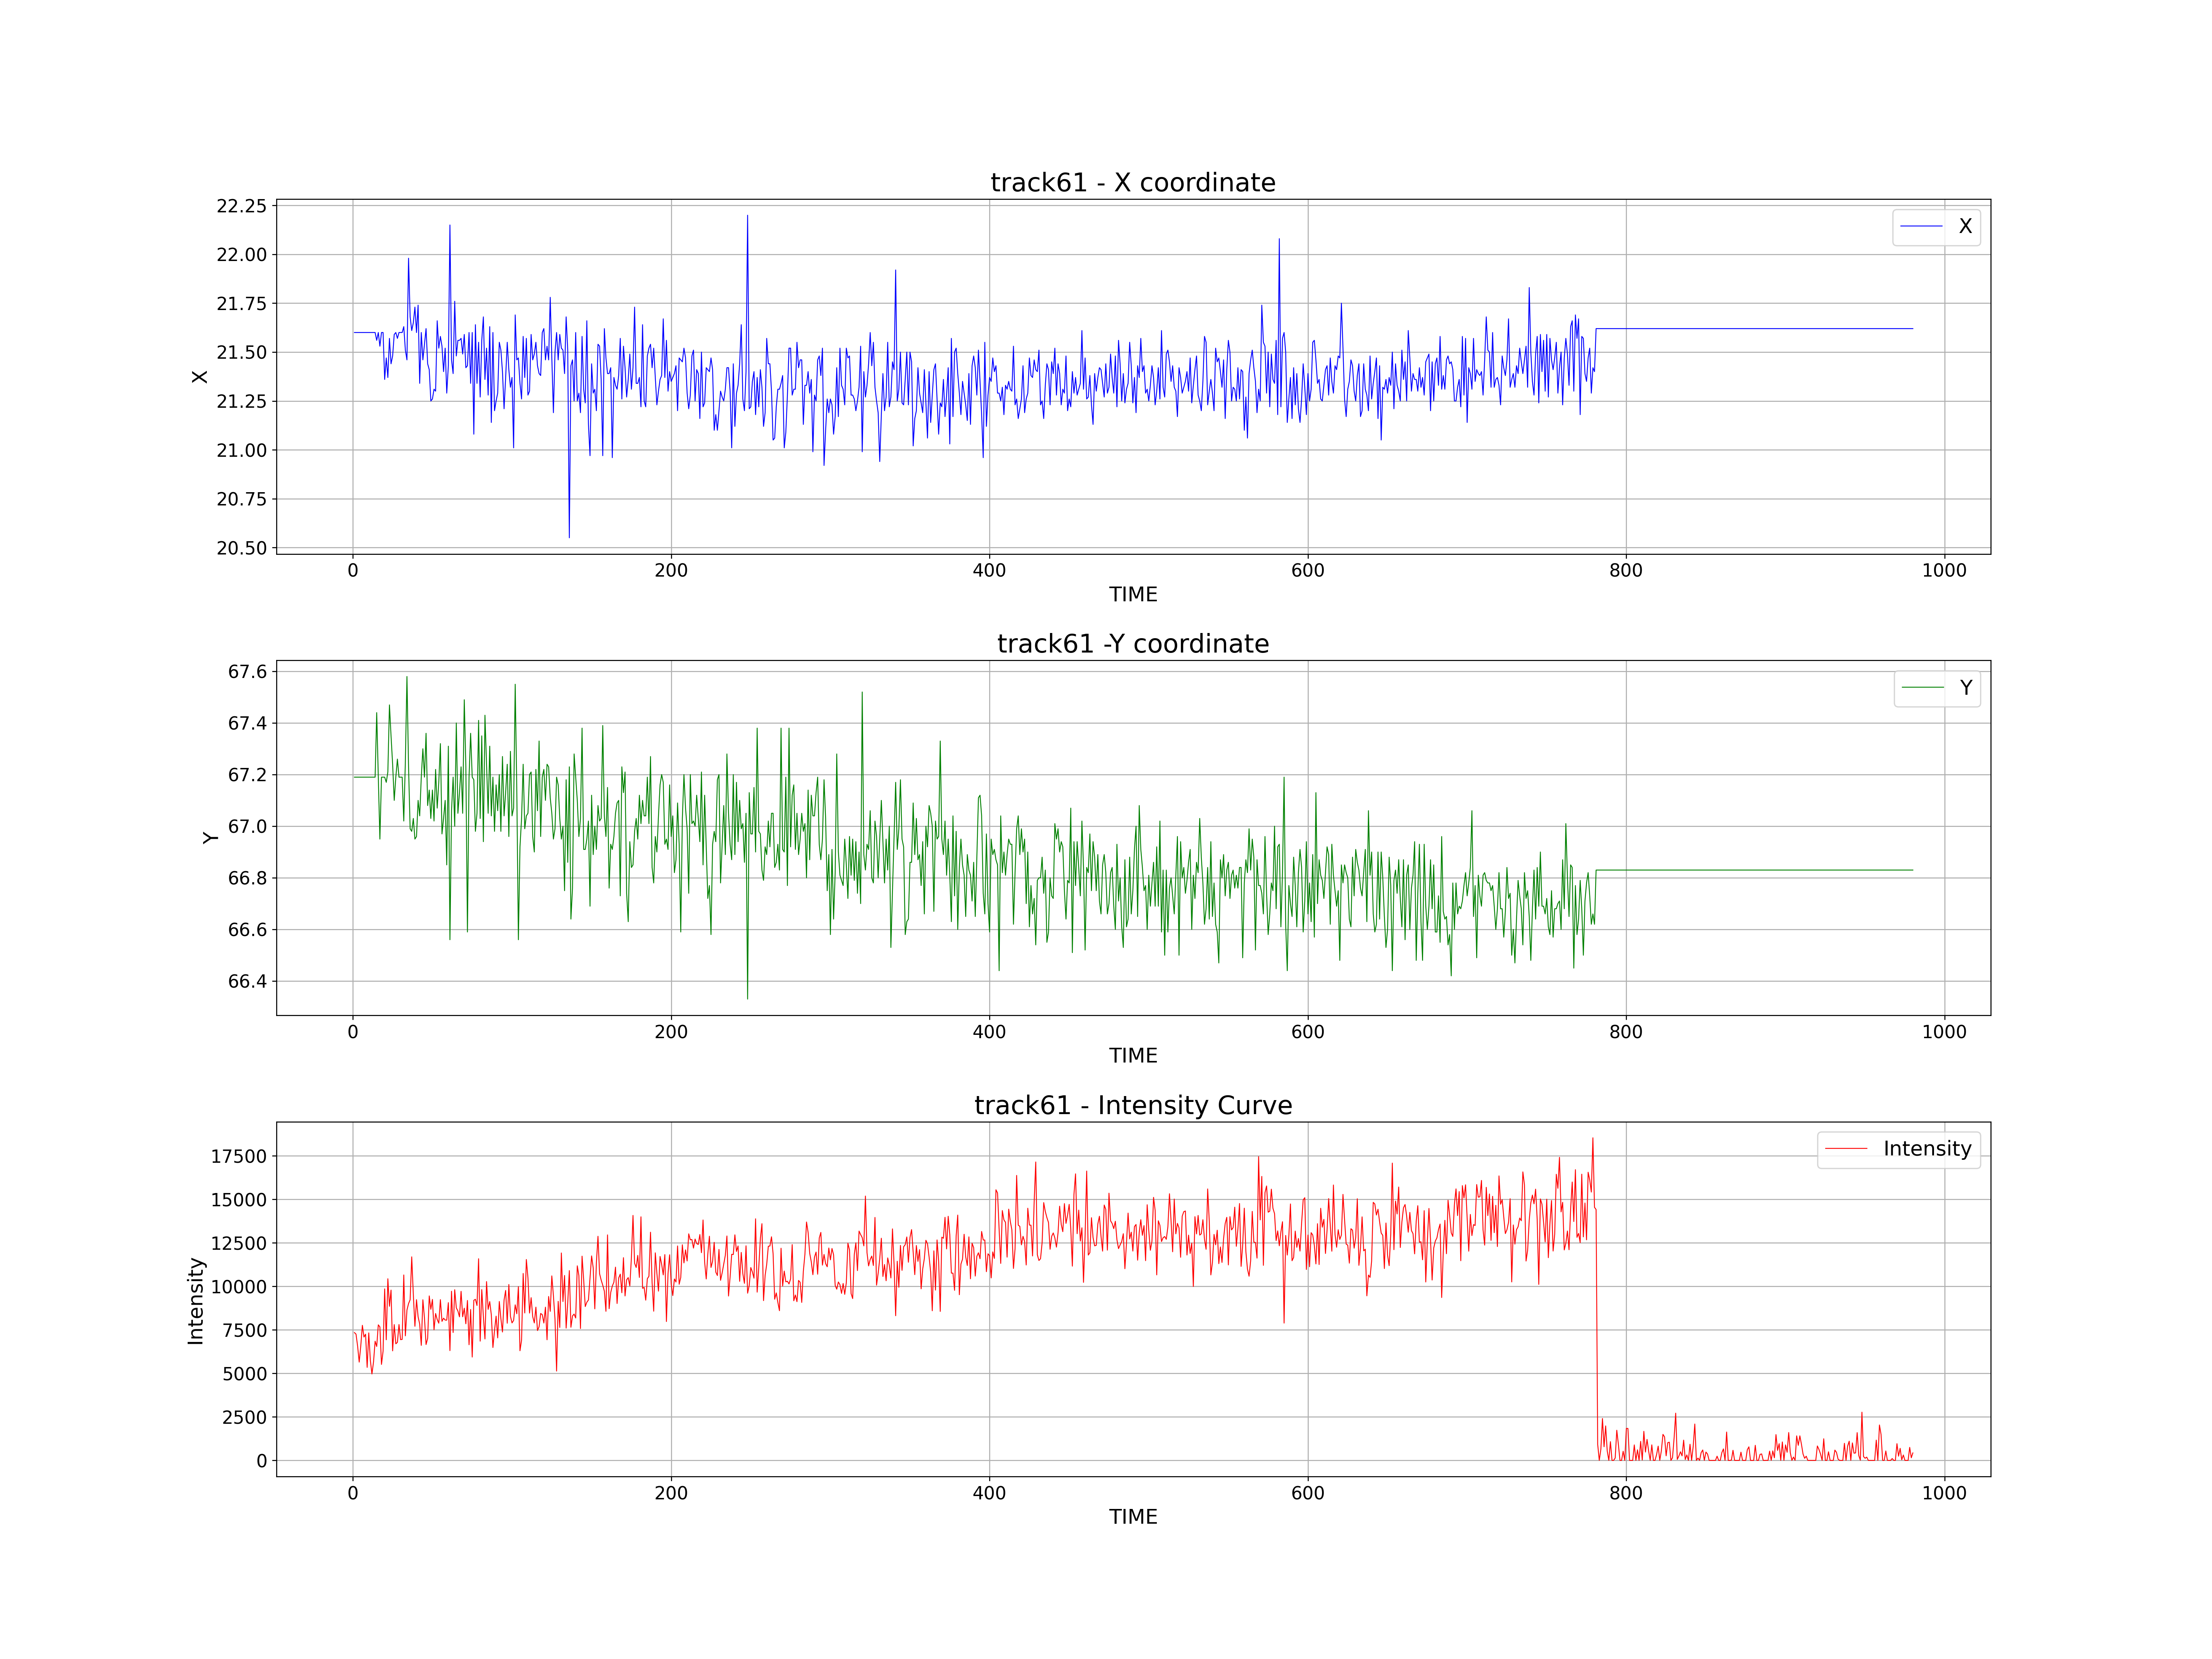 track61 - X coordinate
22.25
22.00
21.75
21.50
21.25
21.00
20.75
20.50
X
X
0 200 400 600 800 1000
TIME
track61 -Y coordinate
67.6
67.4
67.2
67.0
66.8
66.6
66.4
Y
Y
0 200 400 600 800 1000
TIME
track61 - Intensity Curve
17500
15000
12500
10000
7500
5000
2500
0
Intensity
Intensity
0 200 400 600 800 1000
TIME